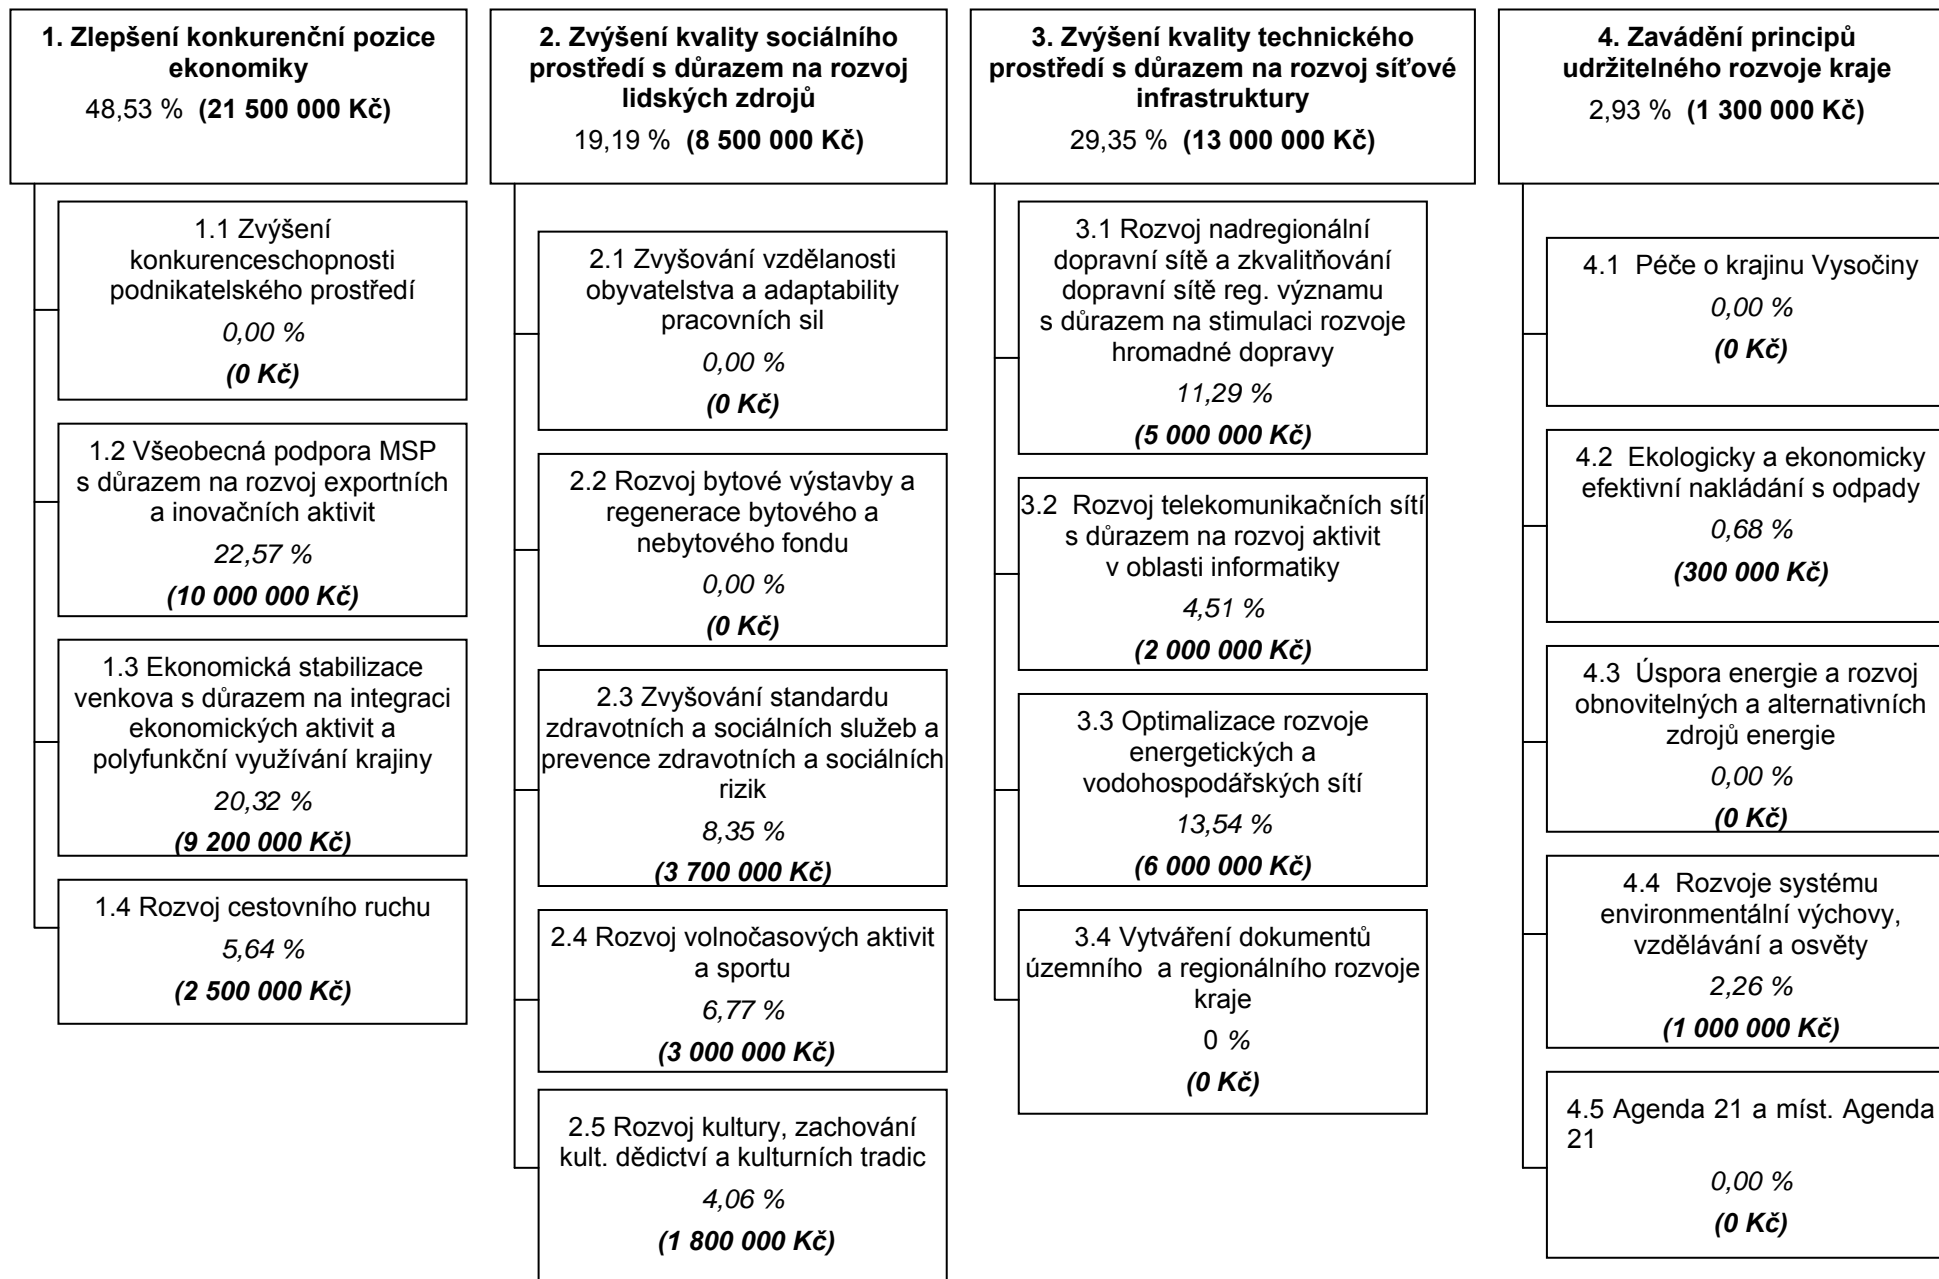 1. Zlepšení konkurenční pozice
ekonomiky
48,53 % (21 500 000 Kč)
1.1 Zvýšení
konkurenceschopnosti
podnikatelského prostředí
0,00 %
(0 Kč)
1.2 Všeobecná podpora MSP
s důrazem na rozvoj exportních
a inovačních aktivit
22,57 %
(10 000 000 Kč)
1.3 Ekonomická stabilizace
venkova s důrazem na integraci
ekonomických aktivit a
polyfunkční využívání krajiny
20,32 %
(9 200 000 Kč)
1.4 Rozvoj cestovního ruchu
5,64 %
(2 500 000 Kč)
2. Zvýšení kvality sociálního
prostředí s důrazem na rozvoj
lidských zdrojů
19,19 % (8 500 000 Kč)
2.1 Zvyšování vzdělanosti
obyvatelstva a adaptability
pracovních sil
0,00 %
(0 Kč)
2.2 Rozvoj bytové výstavby a
regenerace bytového a
nebytového fondu
0,00 %
(0 Kč)
2.3 Zvyšování standardu
zdravotních a sociálních služeb a
prevence zdravotních a sociálních
rizik
8,35 %
(3 700 000 Kč)
2.4 Rozvoj volnočasových aktivit
a sportu
6,77 %
(3 000 000 Kč)
2.5 Rozvoj kultury, zachování
kult. dědictví a kulturních tradic
4,06 %
(1 800 000 Kč)
3. Zvýšení kvality technického
prostředí s důrazem na rozvoj síťové
infrastruktury
29,35 % (13 000 000 Kč)
3.1 Rozvoj nadregionální
dopravní sítě a zkvalitňování
dopravní sítě reg. významu
s důrazem na stimulaci rozvoje
hromadné dopravy
11,29 %
(5 000 000 Kč)
3.2 Rozvoj telekomunikačních sítí
s důrazem na rozvoj aktivit
v oblasti informatiky
4,51 %
(2 000 000 Kč)
3.3 Optimalizace rozvoje
energetických a
vodohospodářských sítí
13,54 %
(6 000 000 Kč)
3.4 Vytváření dokumentů
územního a regionálního rozvoje
kraje
0 %
(0 Kč)
4. Zavádění principů
udržitelného rozvoje kraje
2,93 % (1 300 000 Kč)
4.1 Péče o krajinu Vysočiny
0,00 %
(0 Kč)
4.2 Ekologicky a ekonomicky
efektivní nakládání s odpady
0,68 %
(300 000 Kč)
4.3 Úspora energie a rozvoj
obnovitelných a alternativních
zdrojů energie
0,00 %
(0 Kč)
4.4 Rozvoje systému
environmentální výchovy,
vzdělávání a osvěty
2,26 %
(1 000 000 Kč)
4.5 Agenda 21 a míst. Agenda
21
0,00 %
(0 Kč)